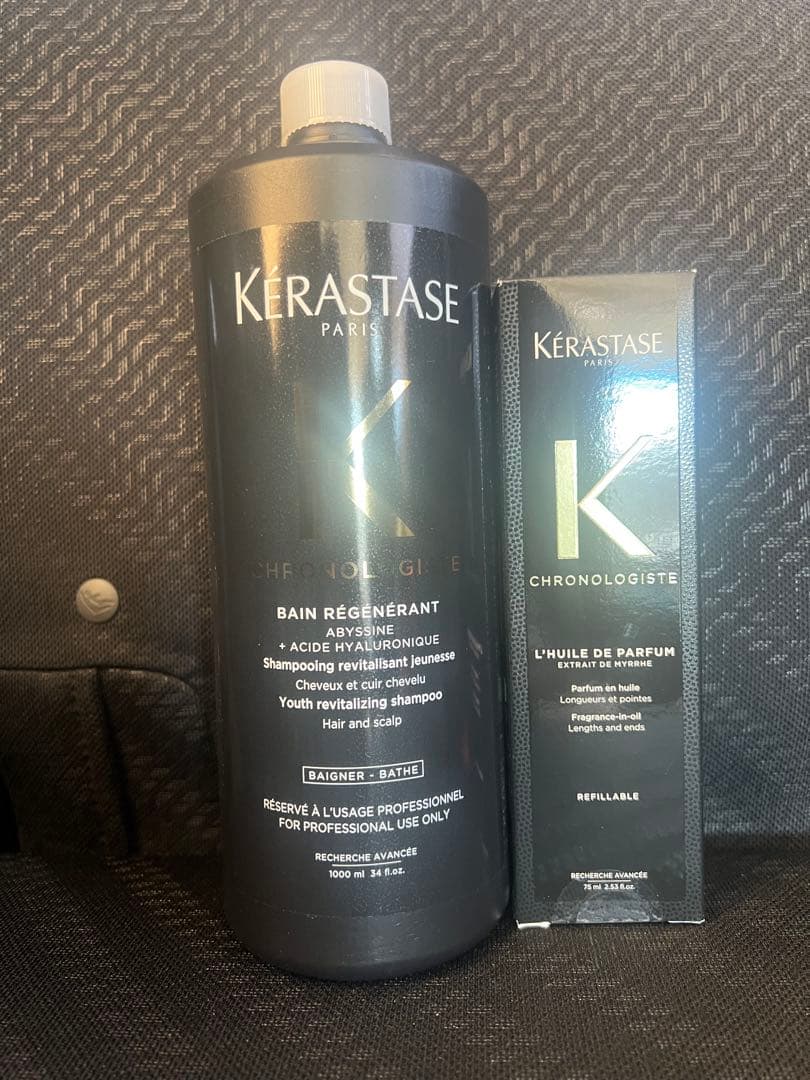 KÉRASTASE
PARIS
K
CHRONOLOGISTE
BAIN RÉGÉNÉRANT
ABYSSINE
+ ACIDE HYALURONIQUE
Shampooing revitalisant jeunesse
Cheveux et cuir chevelu
Youth revitalizing shampoo
Hair and scalp
BAIGNER - BATHE
RÉSERVÉ À L'USAGE PROFESSIONNEL
FOR PROFESSIONAL USE ONLY
RECHERCHE AVANCÉE
1000 ml 34 fl.oz.
KÉRASTASE
PARIS
K
CHRONOLOGISTE
L'HUILE DE PARFUM
EXTRAIT DE MYRRHE
Parfum en huile
Longueurs et pointes
Fragrance-in-oil
Lengths and ends
REFILLABLE
RECHERCHE AVANCÉE
75 ml 2.53 fl.oz.